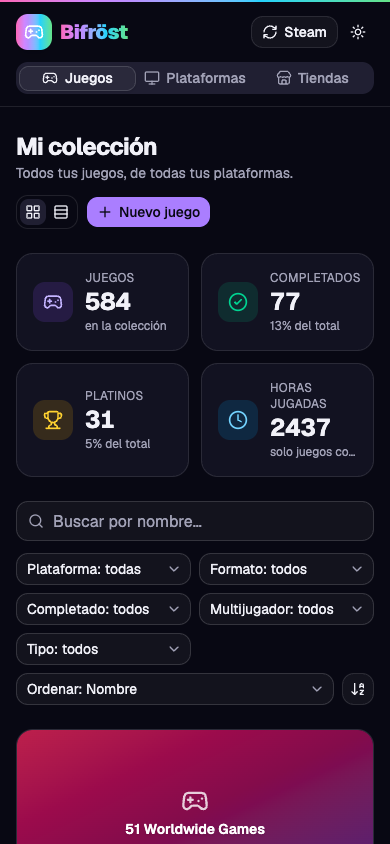 Bifröst
Steam
Juegos
Plataformas
Tiendas
Mi colección
Todos tus juegos, de todas tus plataformas.
Nuevo juego
JUEGOS
584
en la colección
COMPLETADOS
77
13% del total
PLATINOS
31
5% del total
HORAS
JUGADAS
2437
solo juegos co…
Buscar por nombre…
Plataforma: todas
Formato: todos
Completado: todos
Multijugador: todos
Tipo: todos
Ordenar: Nombre
51 Worldwide Games